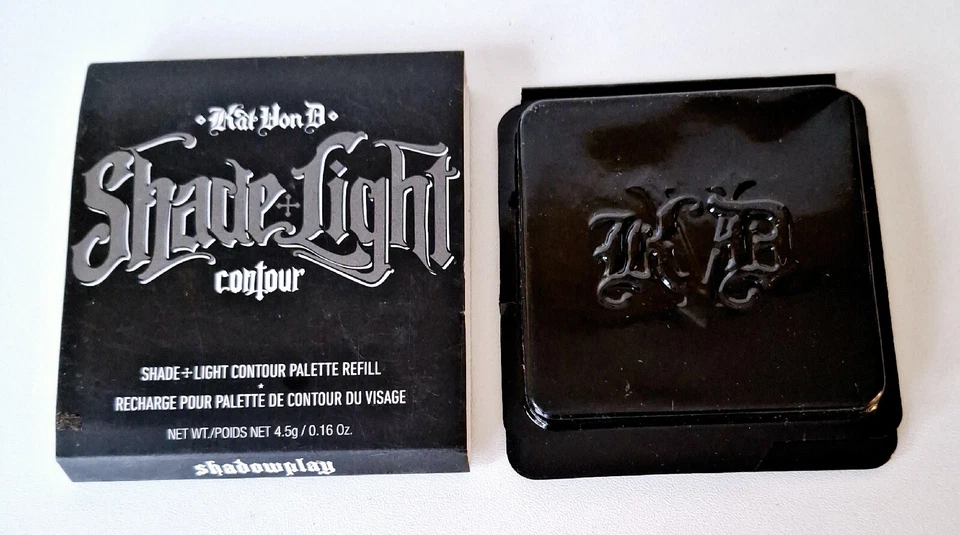 Kat Von D
Shade+Light
contour
SHADE+LIGHT CONTOUR PALETTE REFILL
RECHARGE POUR PALETTE DE CONTOUR DU VISAGE
NET WT./POIDS NET 4.5g / 0.16 Oz.
shadowplay
KVD